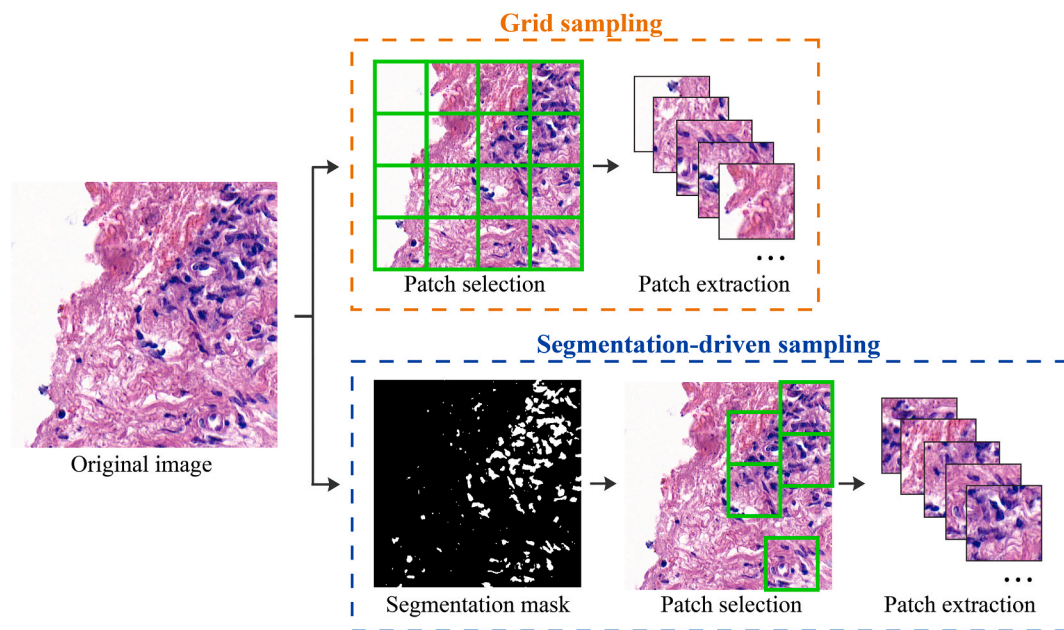 Grid sampling
Patch selection
Patch extraction
...
Original image
Segmentation-driven sampling
Segmentation mask
Patch selection
Patch extraction
...